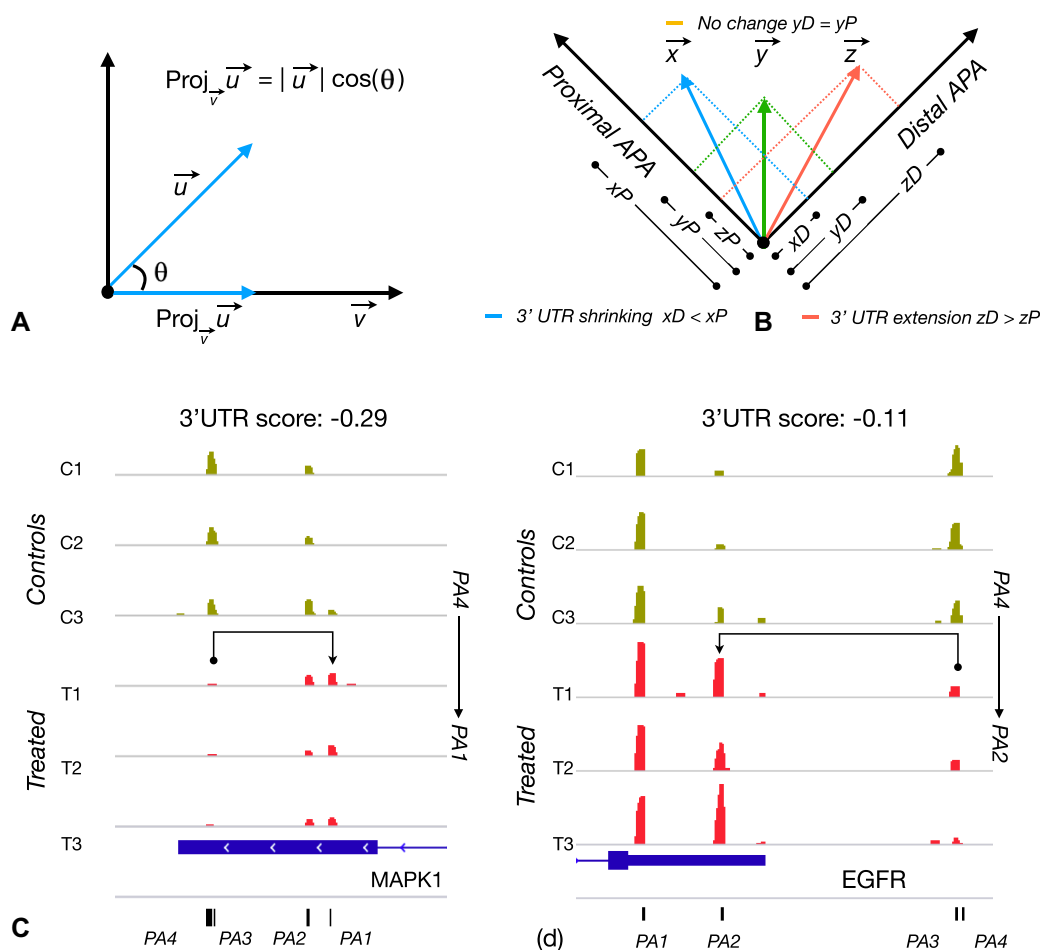 Proj v u = | u | cos(θ)
u
θ
Proj v u
v
A
No change yD = yP
x
y
z
Proximal APA
Distal APA
xP
yP
zP
xD
yD
zD
B
3' UTR shrinking xD < xP
3' UTR extension zD > zP
3'UTR score: -0.29
Controls
C1
C2
C3
Treated
T1
T2
T3
PA4
PA1
MAPK1
PA4 PA3 PA2 PA1
C
3'UTR score: -0.11
Controls
C1
C2
C3
Treated
T1
T2
T3
PA4
PA2
EGFR
PA1 PA2 PA3 PA4
(d)